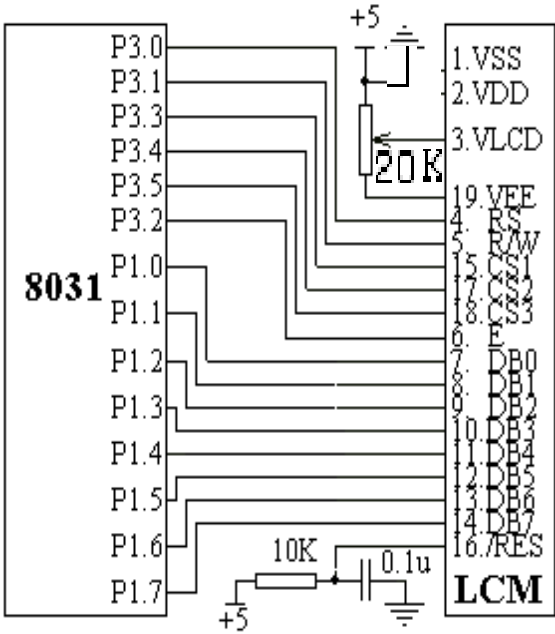 +5
P3.0
P3.1
P3.3
P3.4
P3.5
P3.2
P1.0
8031
P1.1
P1.2
P1.3
P1.4
P1.5
P1.6
P1.7
1.VSS
2.VDD
3.VLCD
20K
19.VEE
4. RS
5. R/W
15.CS1
17.CS2
18.CS3
6. E
7. DB0
8. DB1
9. DB2
10.DB3
11.DB4
12.DB5
13.DB6
14.DB7
16./RES
LCM
10K
0.1u
+5